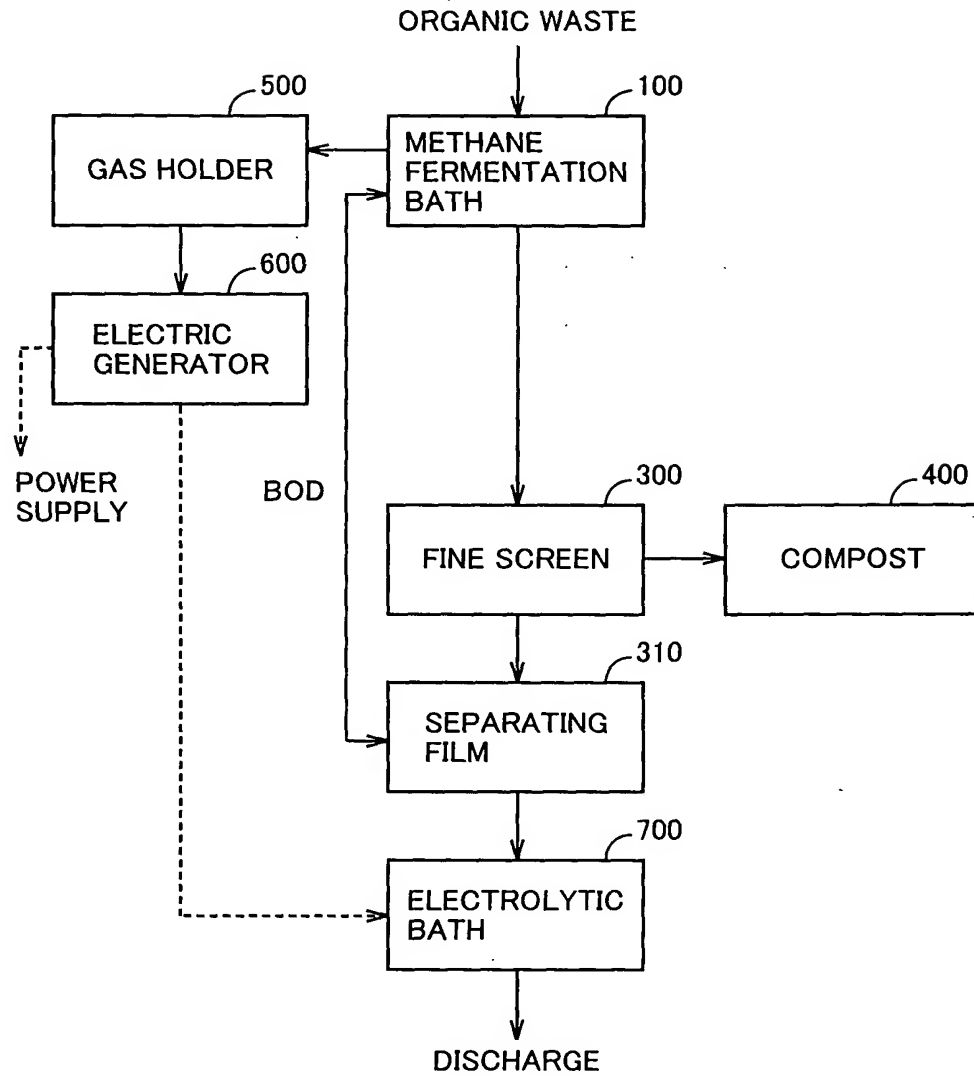 ORGANIC WASTE
500
100
GAS HOLDER
METHANE
FERMENTATION
BATH
600
ELECTRIC
GENERATOR
POWER
SUPPLY
BOD
300
400
FINE SCREEN
COMPOST
310
SEPARATING
FILM
700
ELECTROLYTIC
BATH
DISCHARGE